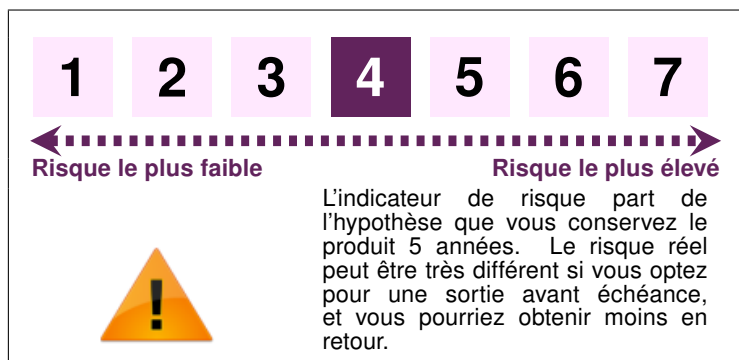 1 2 3 4 5 6 7
Risque le plus faible Risque le plus élevé
L'indicateur de risque part de
l'hypothèse que vous conservez le
produit 5 années. Le risque réel
peut être très différent si vous optez
pour une sortie avant échéance,
et vous pourriez obtenir moins en
retour.
!